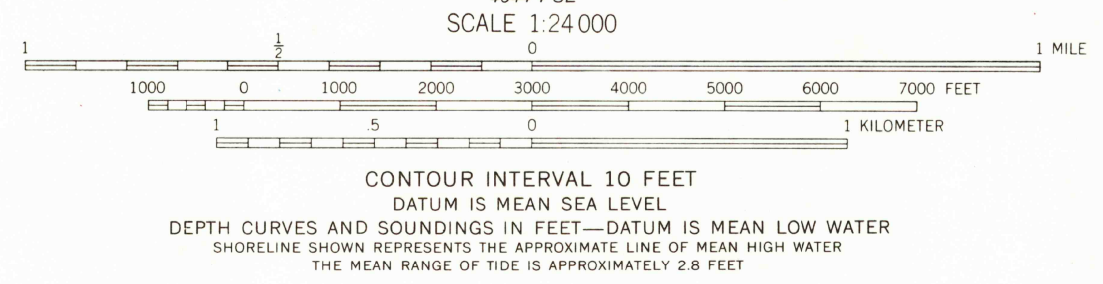 SCALE 1:24 000
1 1/2 0 1 MILE
1000 0 1000 2000 3000 4000 5000 6000 7000 FEET
1 .5 0 1 KILOMETER
CONTOUR INTERVAL 10 FEET
DATUM IS MEAN SEA LEVEL
DEPTH CURVES AND SOUNDINGS IN FEET—DATUM IS MEAN LOW WATER
SHORELINE SHOWN REPRESENTS THE APPROXIMATE LINE OF MEAN HIGH WATER
THE MEAN RANGE OF TIDE IS APPROXIMATELY 2.8 FEET